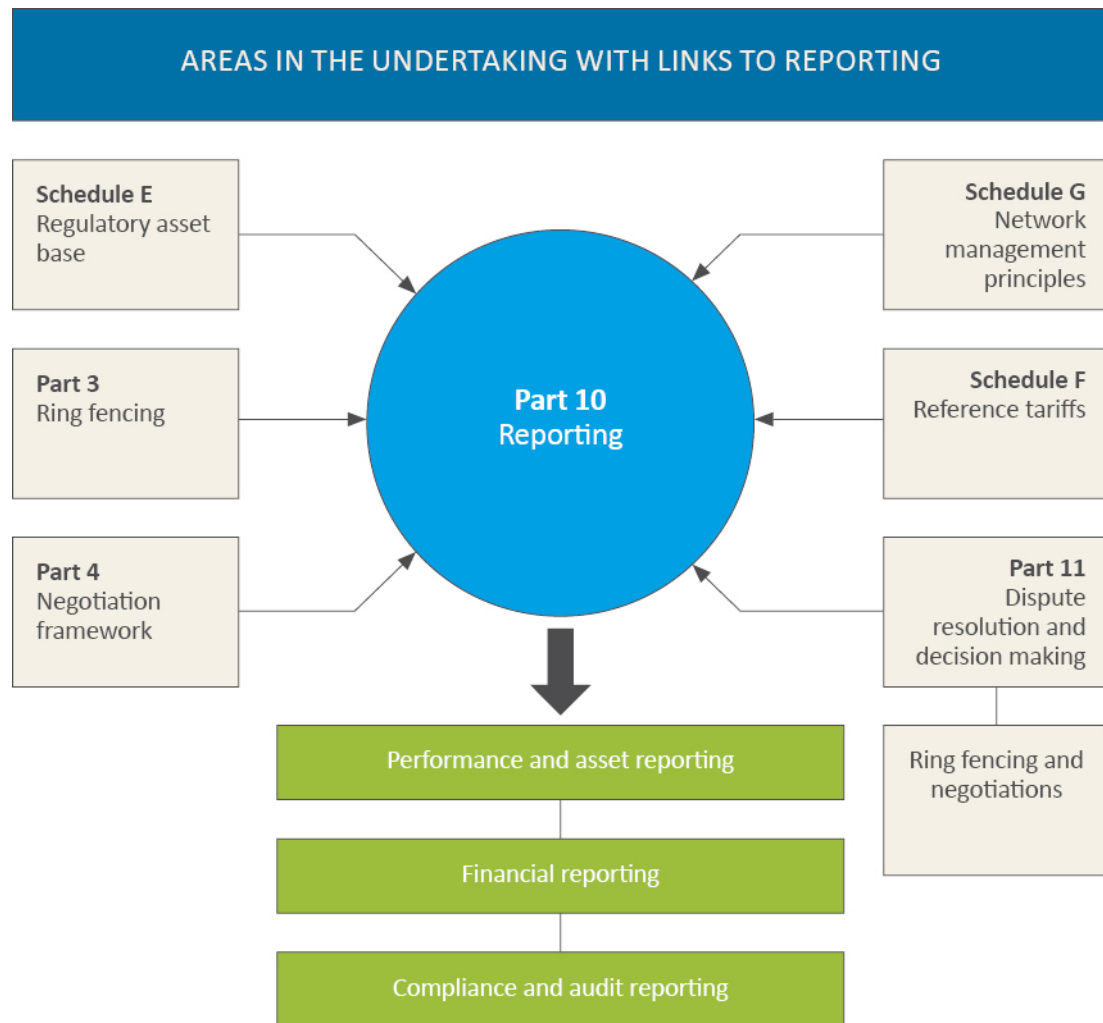 AREAS IN THE UNDERTAKING WITH LINKS TO REPORTING
Schedule E
Regulatory asset
base
Part 3
Ring fencing
Part 4
Negotiation
framework
Part 10
Reporting
Schedule G
Network
management
principles
Schedule F
Reference tariffs
Part 11
Dispute
resolution and
decision making
Ring fencing and
negotiations
Performance and asset reporting
Financial reporting
Compliance and audit reporting